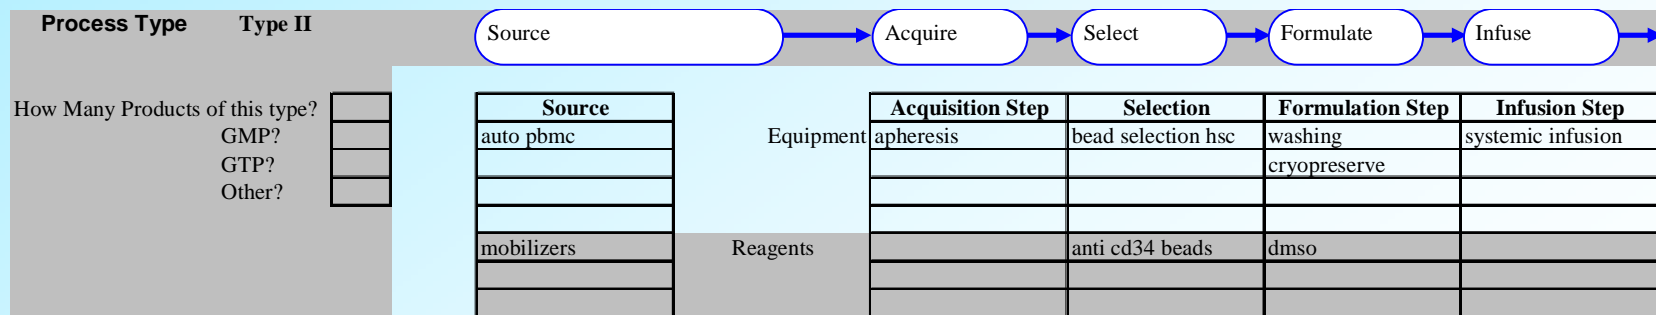 Process Type Type II Source Acquire Select Formulate Infuse
How Many Products of this type? Source Acquisition Step Selection Formulation Step Infusion Step
GMP? auto pbmc Equipment apheresis bead selection hsc washing systemic infusion
GTP? cryopreserve
Other?
mobilizers Reagents anti cd34 beads dmso